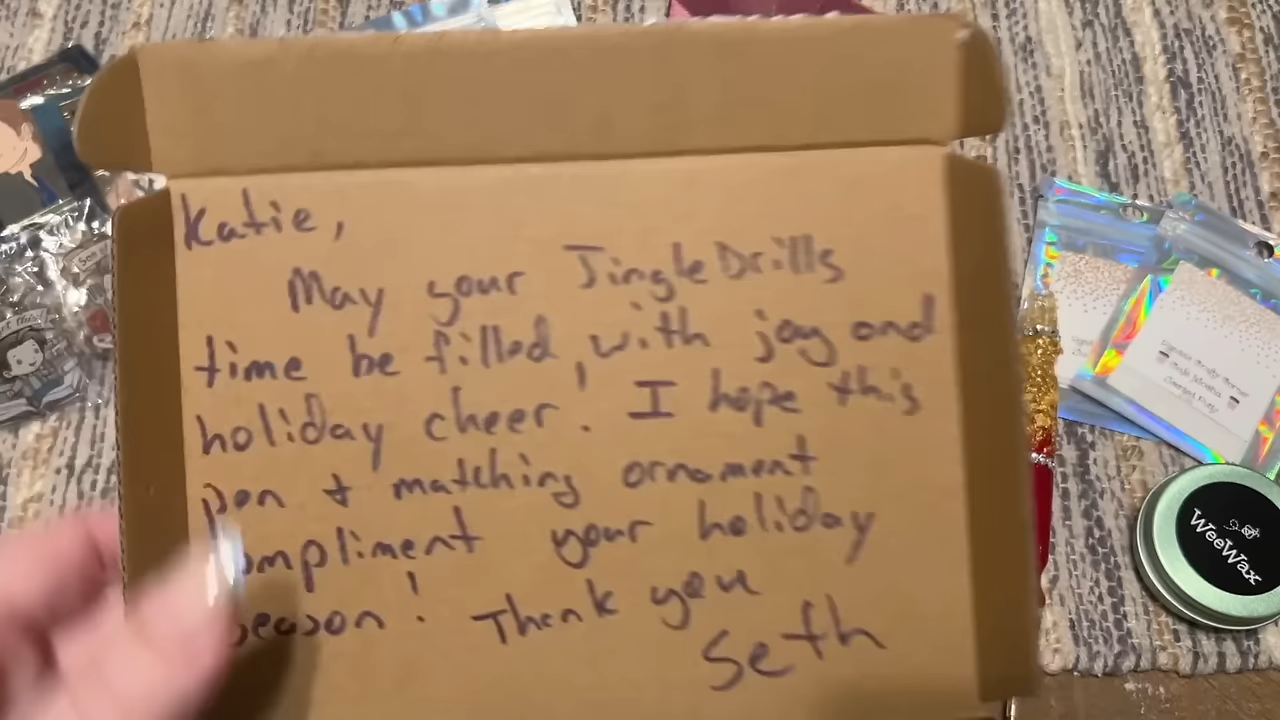 Katie,
May your JingleDrills
time be filled with joy and
holiday cheer! I hope this
pen & matching ornament
compliment your holiday
season! Thank you
Seth
WeeWax